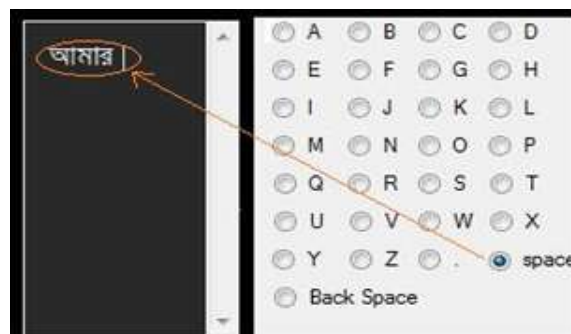 আমার
A B C D
E F G H
I J K L
M N O P
Q R S T
U V W X
Y Z . space
Back Space